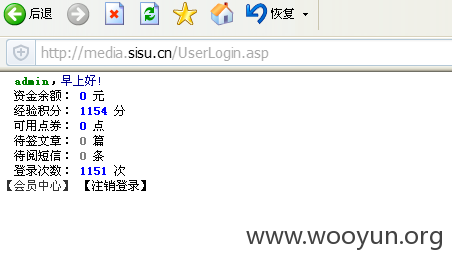 后退 恢复
http://media.sisu.cn/UserLogin.asp
admin，早上好!
资金余额： 0 元
经验积分： 1154 分
可用点券： 0 点
待签文章： 0 篇
待阅短信： 0 条
登录次数： 1151 次
【会员中心】 【注销登录】
www.wooyun.org